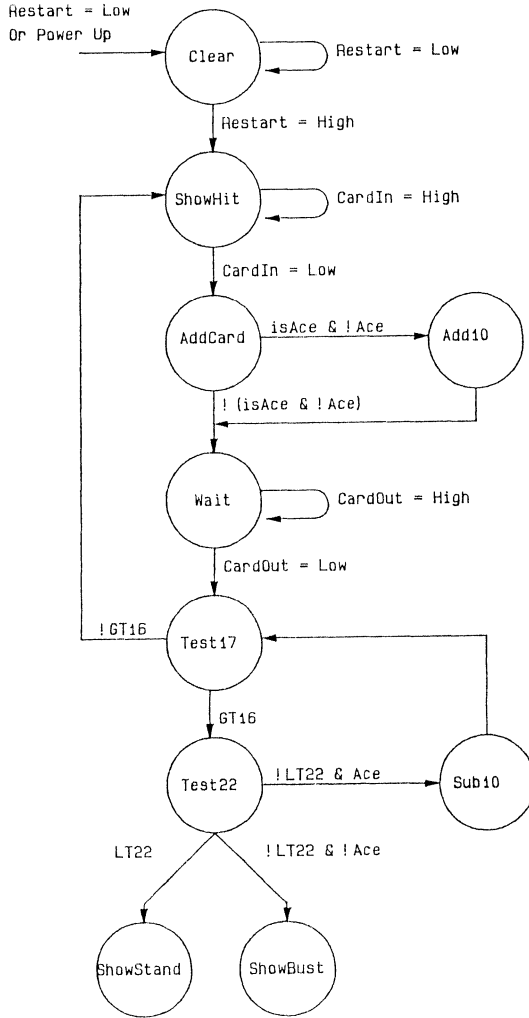 Restart = Low
Or Power Up
Clear
Restart = Low
Restart = High
ShowHit
CardIn = High
CardIn = Low
AddCard
isAce & !Ace
Add10
! (isAce & !Ace)
Wait
CardOut = High
CardOut = Low
!GT16
Test17
GT16
Test22
!LT22 & Ace
Sub10
LT22
!LT22 & !Ace
ShowStand
ShowBust